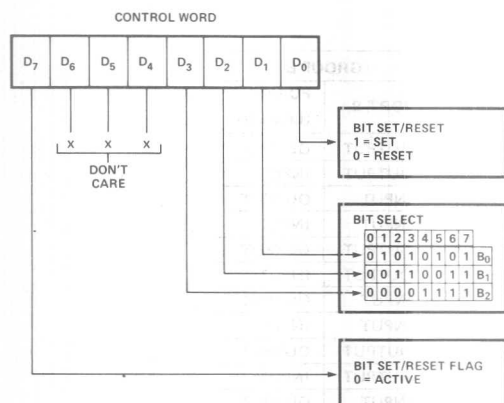 CONTROL WORD
D7 D6 D5 D4 D3 D2 D1 D0
X X X
DON'T
CARE
BIT SET/RESET
1 = SET
0 = RESET
BIT SELECT
0 1 2 3 4 5 6 7
0 1 0 1 0 1 0 1 B0
0 0 1 1 0 0 1 1 B1
0 0 0 0 1 1 1 1 B2
BIT SET/RESET FLAG
0 = ACTIVE